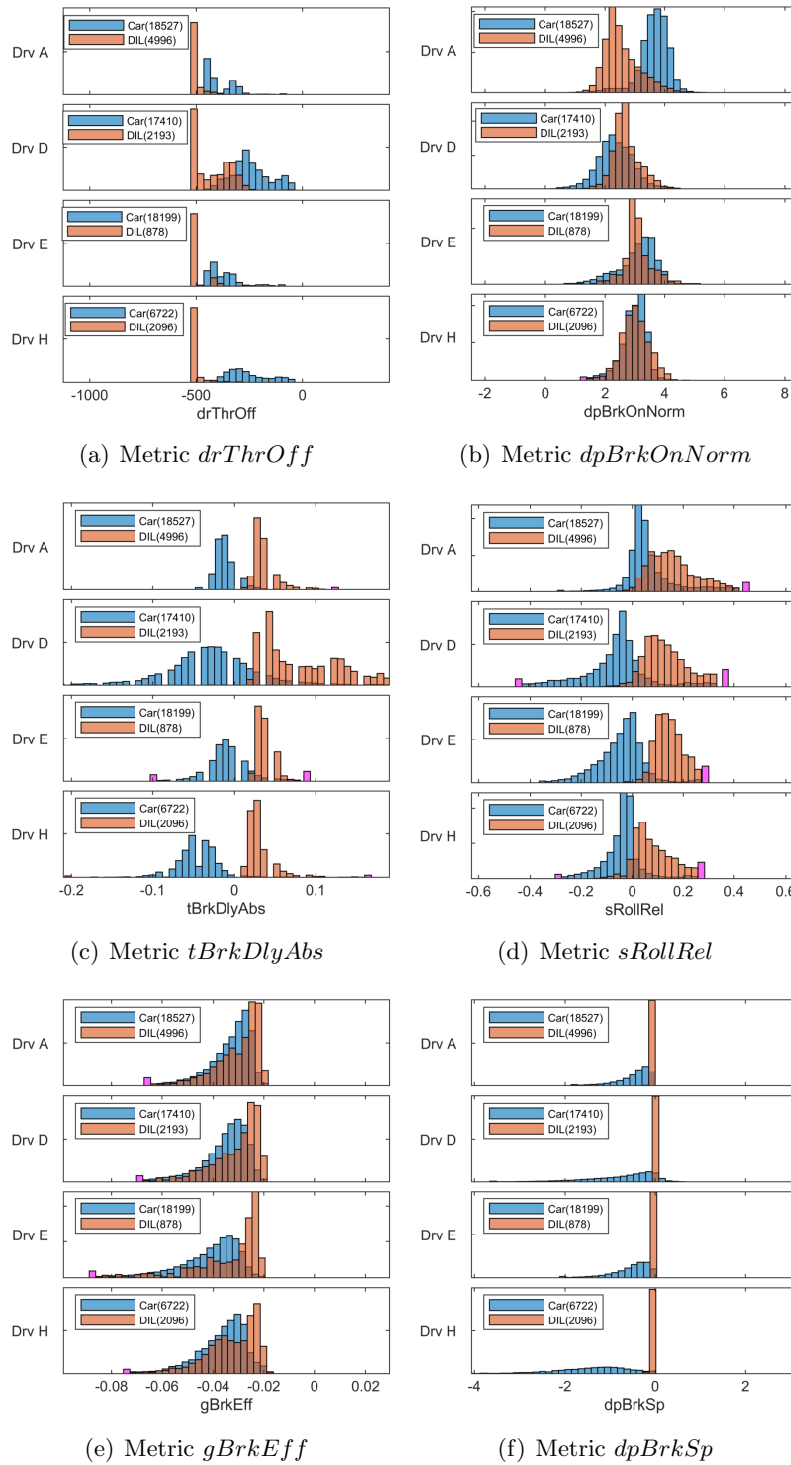 Drv A
Car(18527)
DIL(4996)
Drv D
Car(17410)
DIL(2193)
Drv E
Car(18199)
DIL(878)
Drv H
Car(6722)
DIL(2096)
-1000 -500 0
drThrOff
(a) Metric drThrOff
Drv A
Car(18527)
DIL(4996)
Drv D
Car(17410)
DIL(2193)
Drv E
Car(18199)
DIL(878)
Drv H
Car(6722)
DIL(2096)
-2 0 2 4 6 8
dpBrkOnNorm
(b) Metric dpBrkOnNorm
Drv A
Car(18527)
DIL(4996)
Drv D
Car(17410)
DIL(2193)
Drv E
Car(18199)
DIL(878)
Drv H
Car(6722)
DIL(2096)
-0.2 -0.1 0 0.1
tBrkDlyAbs
(c) Metric tBrkDlyAbs
Drv A
Car(18527)
DIL(4996)
Drv D
Car(17410)
DIL(2193)
Drv E
Car(18199)
DIL(878)
Drv H
Car(6722)
DIL(2096)
-0.6 -0.4 -0.2 0 0.2 0.4 0.6
sRollRel
(d) Metric sRollRel
Drv A
Car(18527)
DIL(4996)
Drv D
Car(17410)
DIL(2193)
Drv E
Car(18199)
DIL(878)
Drv H
Car(6722)
DIL(2096)
-0.08 -0.06 -0.04 -0.02 0 0.02
gBrkEff
(e) Metric gBrkEff
Drv A
Car(18527)
DIL(4996)
Drv D
Car(17410)
DIL(2193)
Drv E
Car(18199)
DIL(878)
Drv H
Car(6722)
DIL(2096)
-4 -2 0 2
dpBrkSp
(f) Metric dpBrkSp